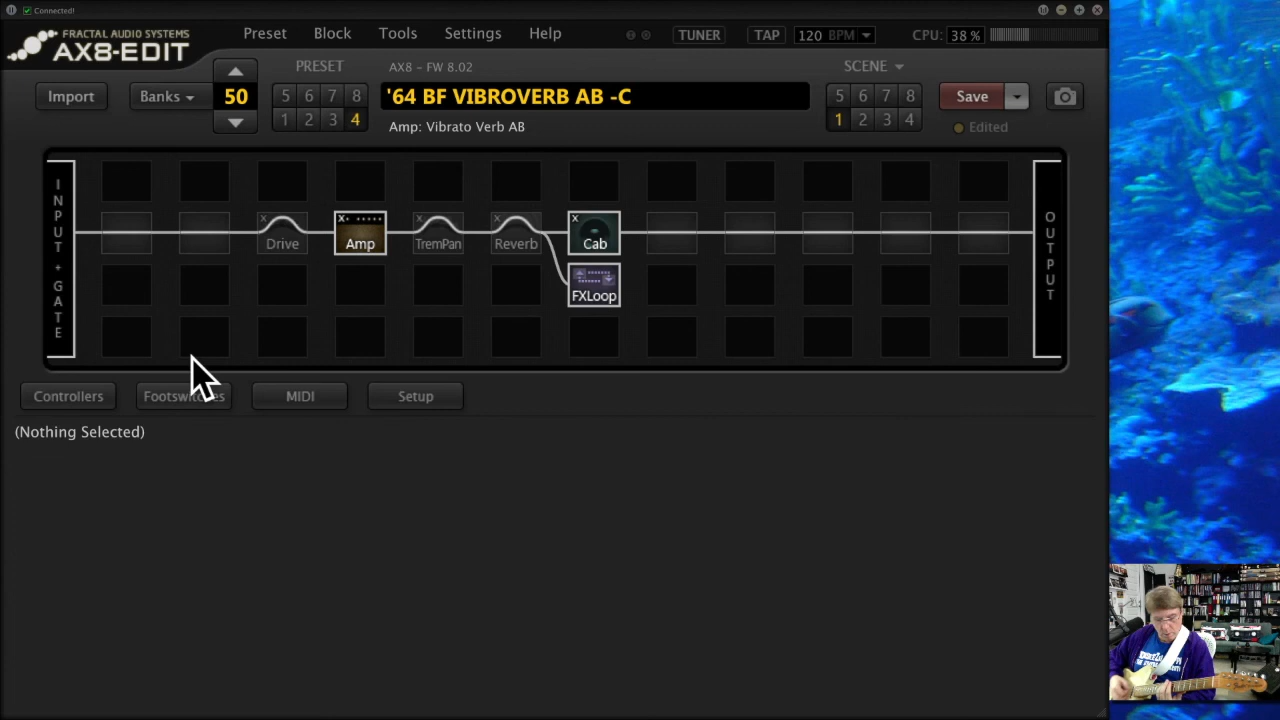 Connected!
FRACTAL AUDIO SYSTEMS
AX8-EDIT
Preset Block Tools Settings Help
TUNER TAP 120 BPM CPU: 38 %
Import Banks 50
PRESET
5 6 7 8
1 2 3 4
AX8 - FW 8.02
'64 BF VIBROVERB AB -C
Amp: Vibrato Verb AB
SCENE
5 6 7 8
1 2 3 4
Save
Edited
INPUT + GATE
X Drive
X Amp
X TremPan
X Reverb
X Cab
FXLoop
OUTPUT
Controllers Footswitches MIDI Setup
(Nothing Selected)